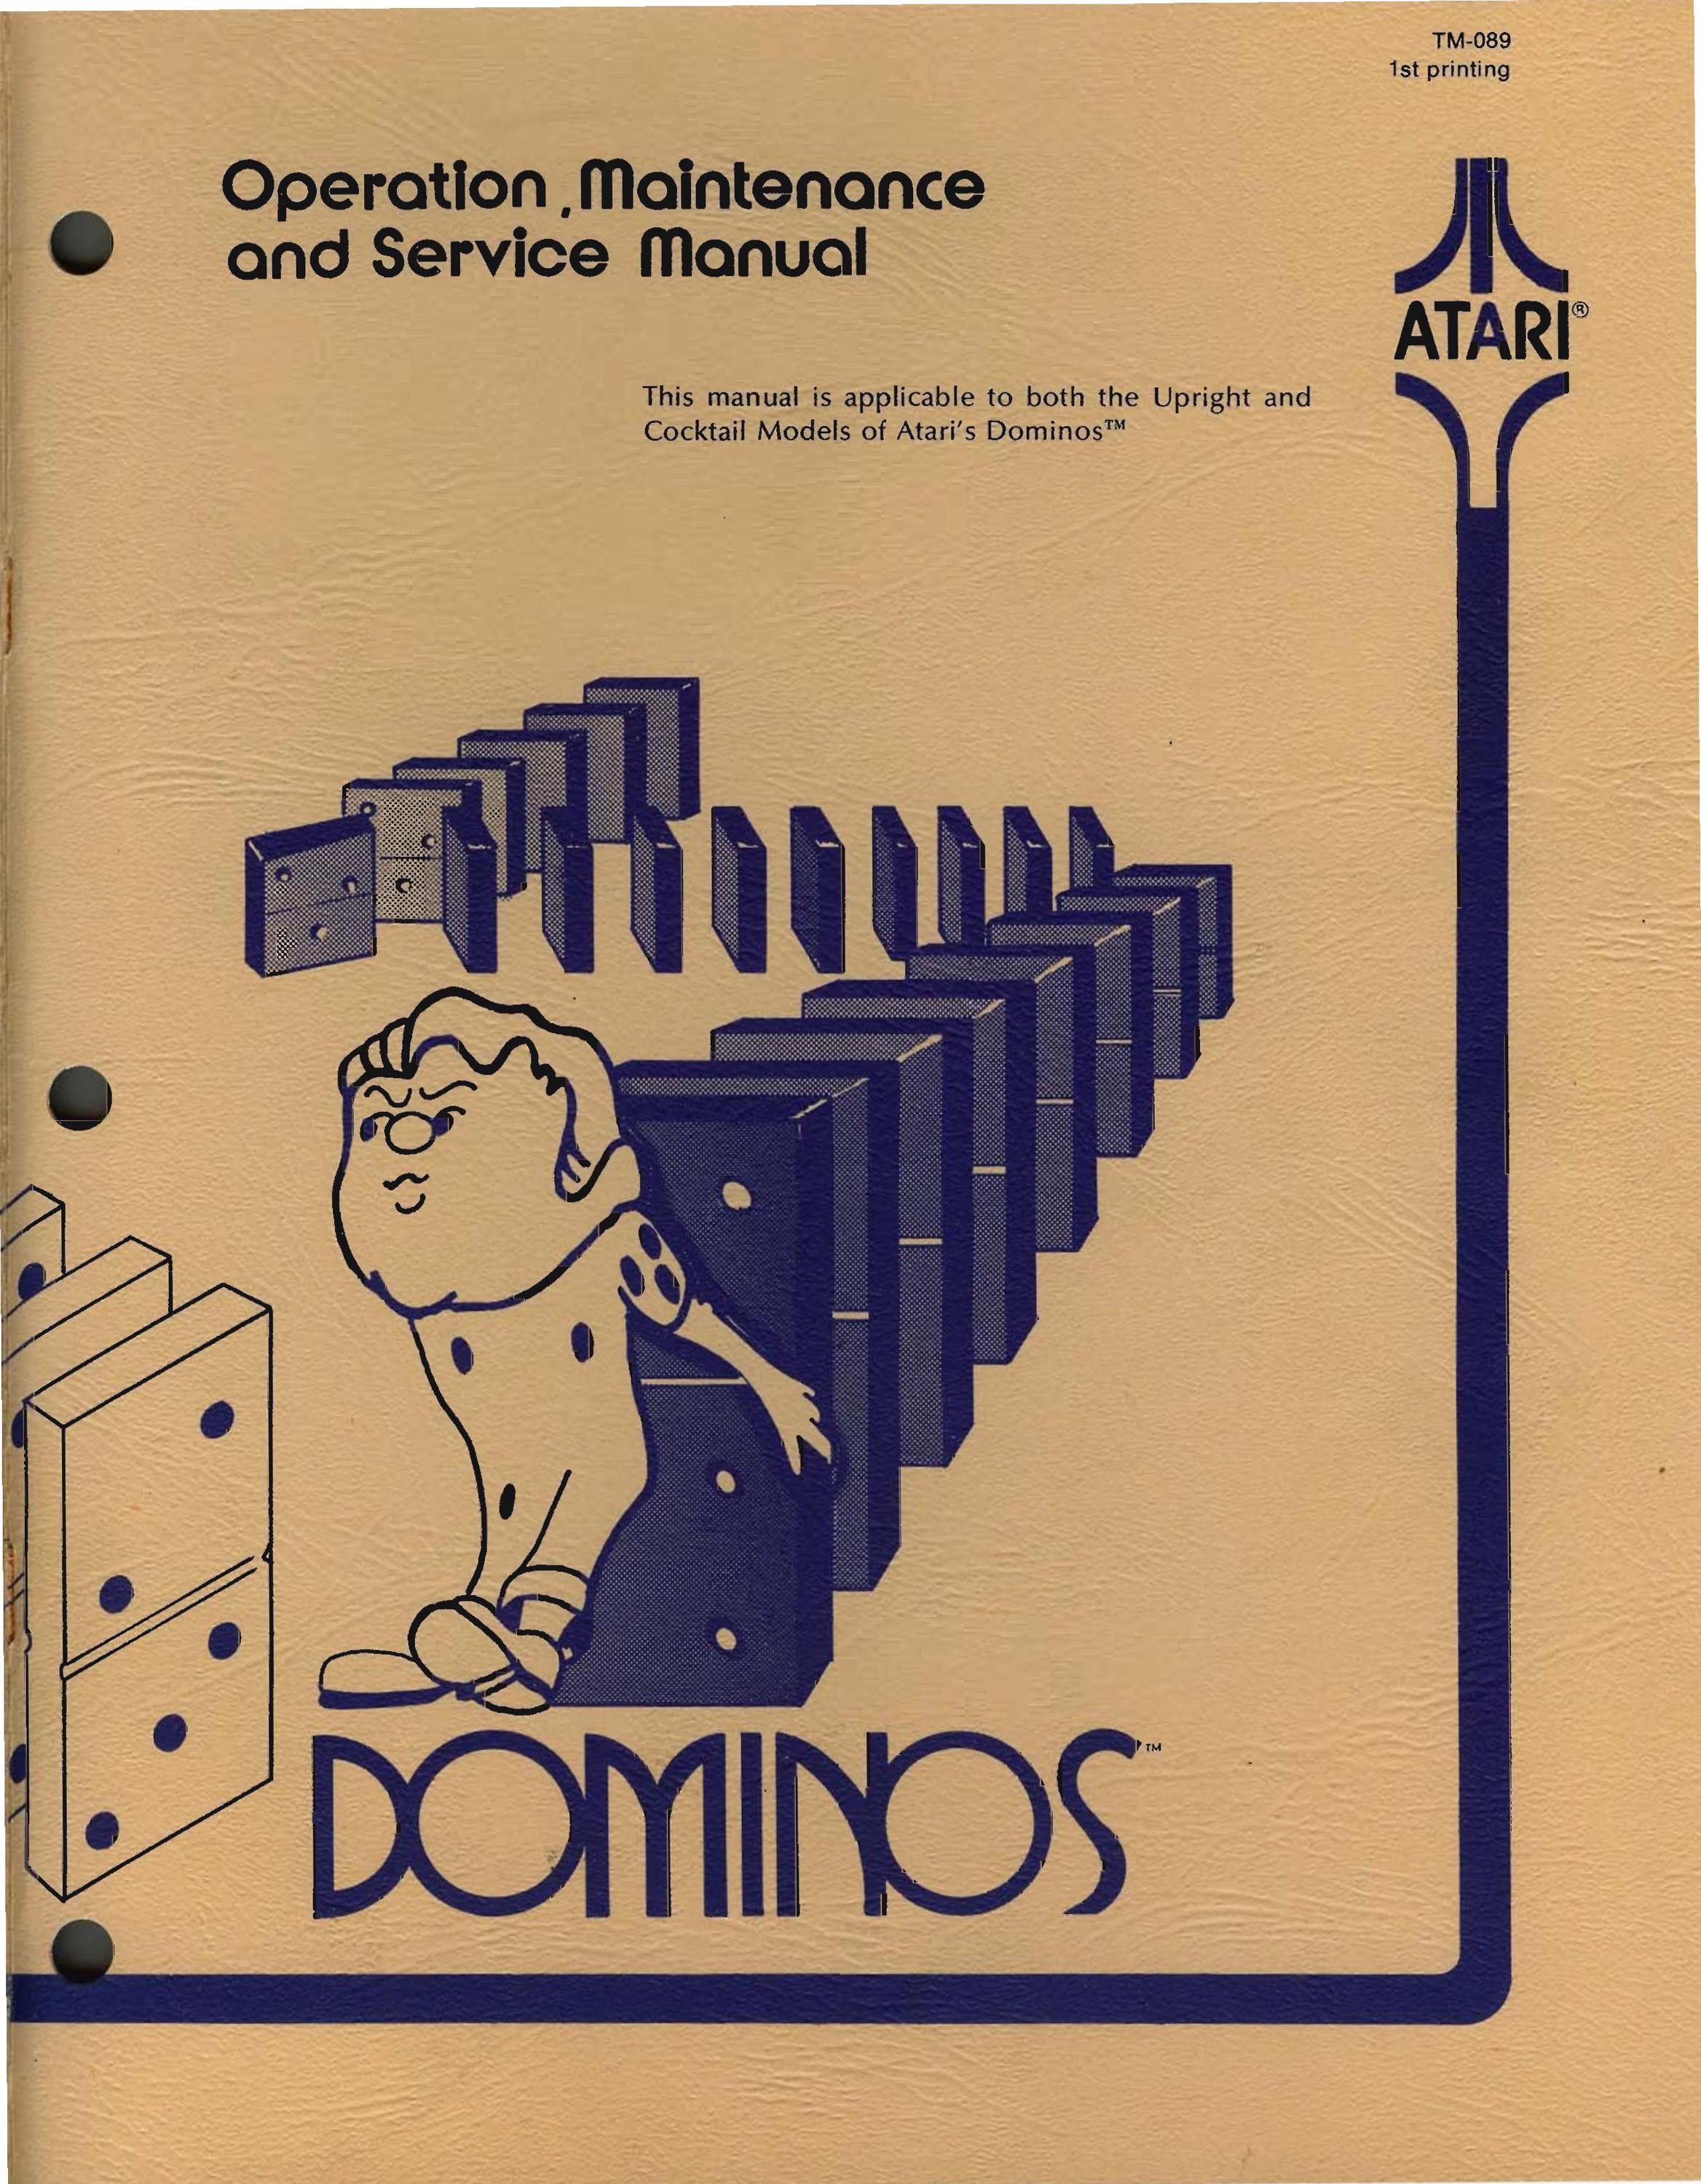 TM-089
1st printing
Operation, Maintenance
and Service Manual
ATARI®
This manual is applicable to both the Upright and
Cocktail Models of Atari's Dominos™
DOMINOS™